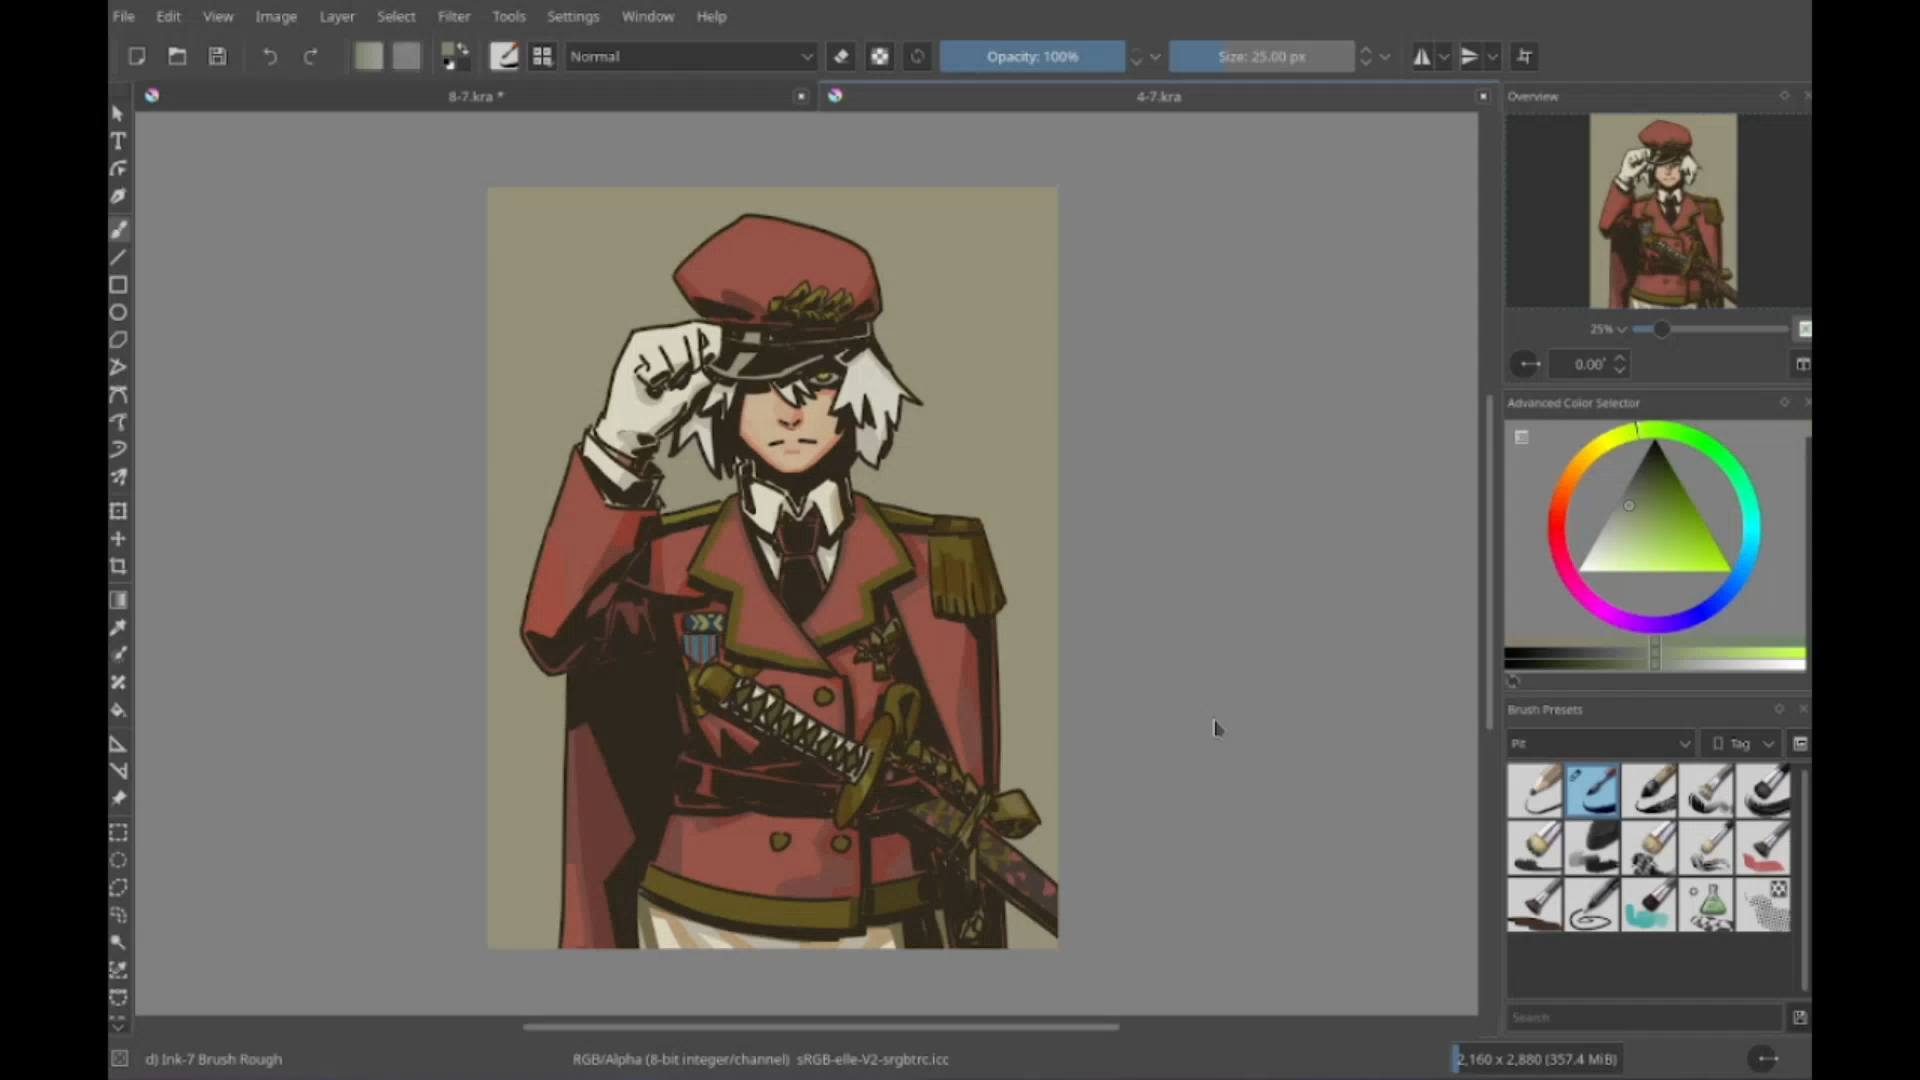 File Edit View Image Layer Select Filter Tools Settings Window Help
Normal Opacity: 100% Size: 25.00 px
8-7.kra * 4-7.kra Overview
25%
0.00°
Advanced Color Selector
Brush Presets
Pit Tag
Search
d) Ink-7 Brush Rough RGB/Alpha (8-bit integer/channel) sRGB-elle-V2-srgbtrc.icc 2,160 x 2,880 (357.4 MiB)